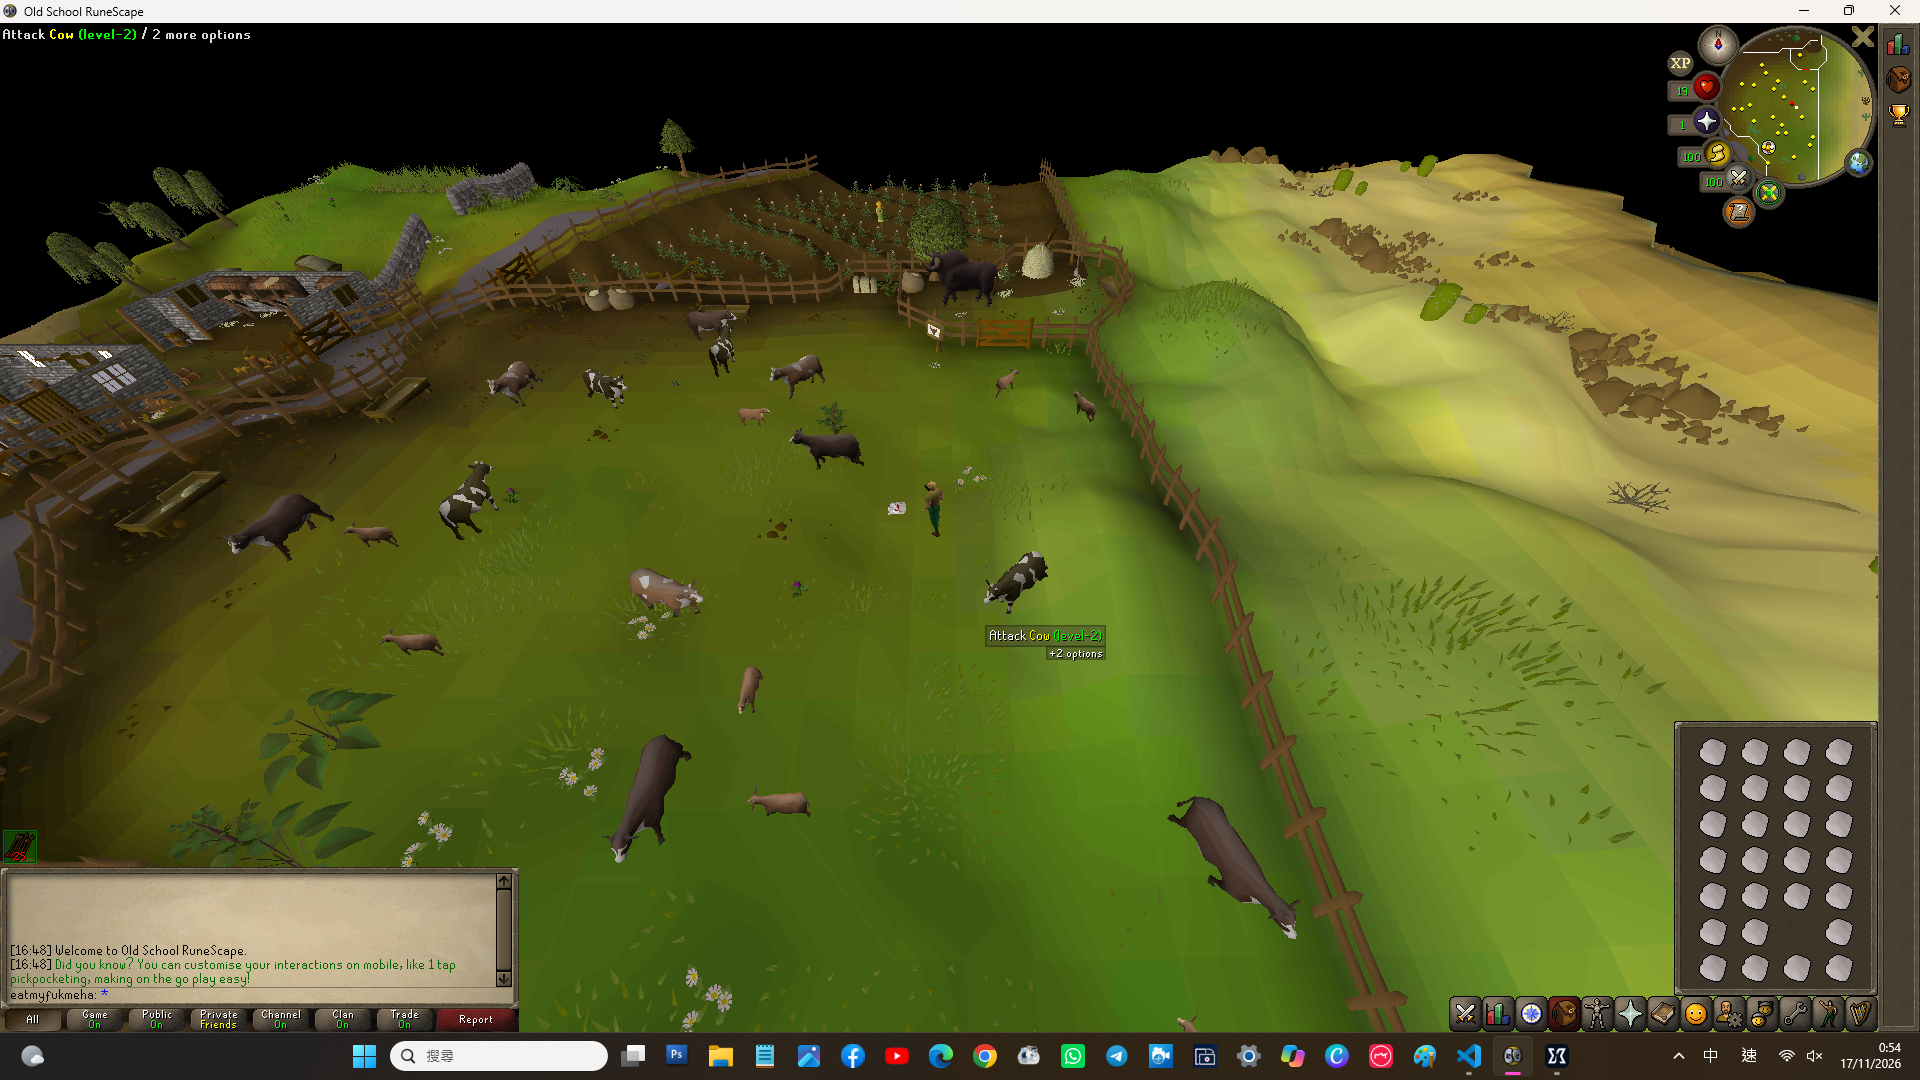 Old School RuneScape
Attack Cow (level-2) / 2 more options
N
XP
19
1
100
100
Attack Cow (level-2)
+2 options
-25
[16:48] Welcome to Old School RuneScape.
[16:48] Did you know? You can customise your interactions on mobile, like 1 tap
pickpocketing, making on the go play easy!
eatmyfukmeha: *
All
Game
On
Public
On
Private
Friends
Channel
On
Clan
On
Trade
On
Report
搜尋
Ps
中
速
0:54
17/11/2026